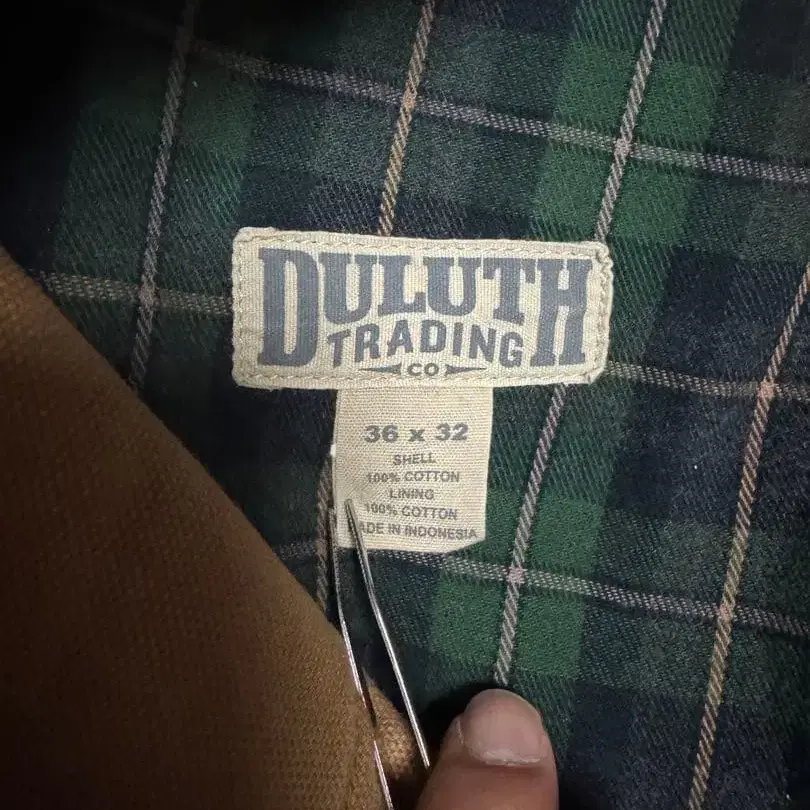 DULUTH
TRADING
CO
36 x 32
SHELL
100% COTTON
LINING
100% COTTON
ADE IN INDONESIA